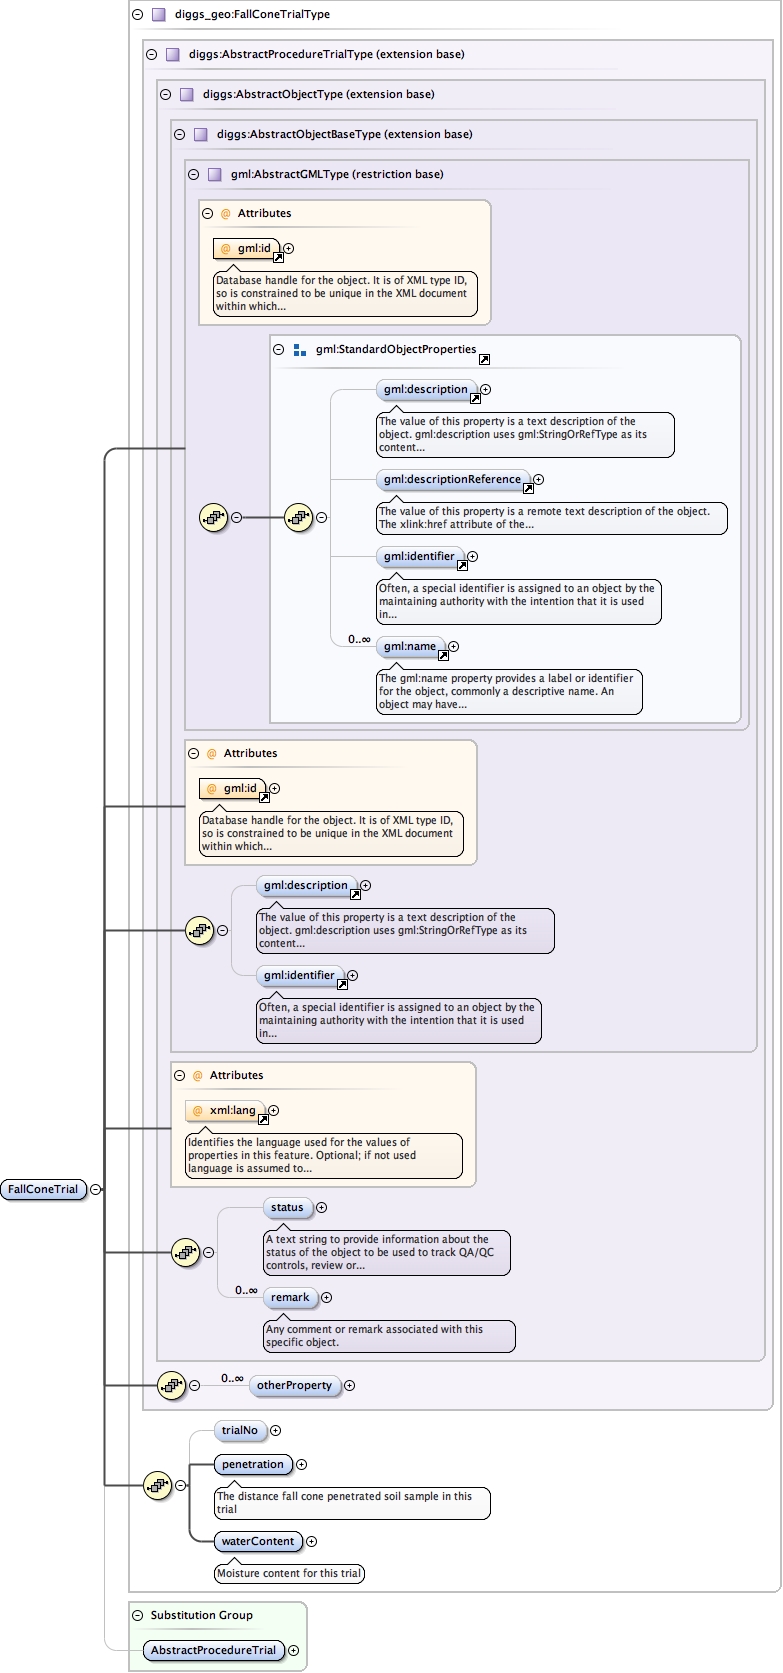 diggs_geo:FallConeTrialType
diggs:AbstractProcedureTrialType (extension base)
diggs:AbstractObjectType (extension base)
diggs:AbstractObjectBaseType (extension base)
gml:AbstractGMLType (restriction base)
@ Attributes
@ gml:id
Database handle for the object. It is of XML type ID,
so is constrained to be unique in the XML document
within which...
gml:StandardObjectProperties
gml:description
The value of this property is a text description of the
object. gml:description uses gml:StringOrRefType as its
content...
gml:descriptionReference
The value of this property is a remote text description of the object.
The xlink:href attribute of the...
gml:identifier
Often, a special identifier is assigned to an object by the
maintaining authority with the intention that it is used
in...
0..∞
gml:name
The gml:name property provides a label or identifier
for the object, commonly a descriptive name. An
object may have...
@ Attributes
@ gml:id
Database handle for the object. It is of XML type ID,
so is constrained to be unique in the XML document
within which...
gml:description
The value of this property is a text description of the
object. gml:description uses gml:StringOrRefType as its
content...
gml:identifier
Often, a special identifier is assigned to an object by the
maintaining authority with the intention that it is used
in...
@ Attributes
@ xml:lang
Identifies the language used for the values of
properties in this feature. Optional; if not used
language is assumed to...
FallConeTrial
status
A text string to provide information about the
status of the object to be used to track QA/QC
controls, review or...
0..∞
remark
Any comment or remark associated with this
specific object.
0..∞
otherProperty
trialNo
penetration
The distance fall cone penetrated soil sample in this
trial
waterContent
Moisture content for this trial
Substitution Group
AbstractProcedureTrial